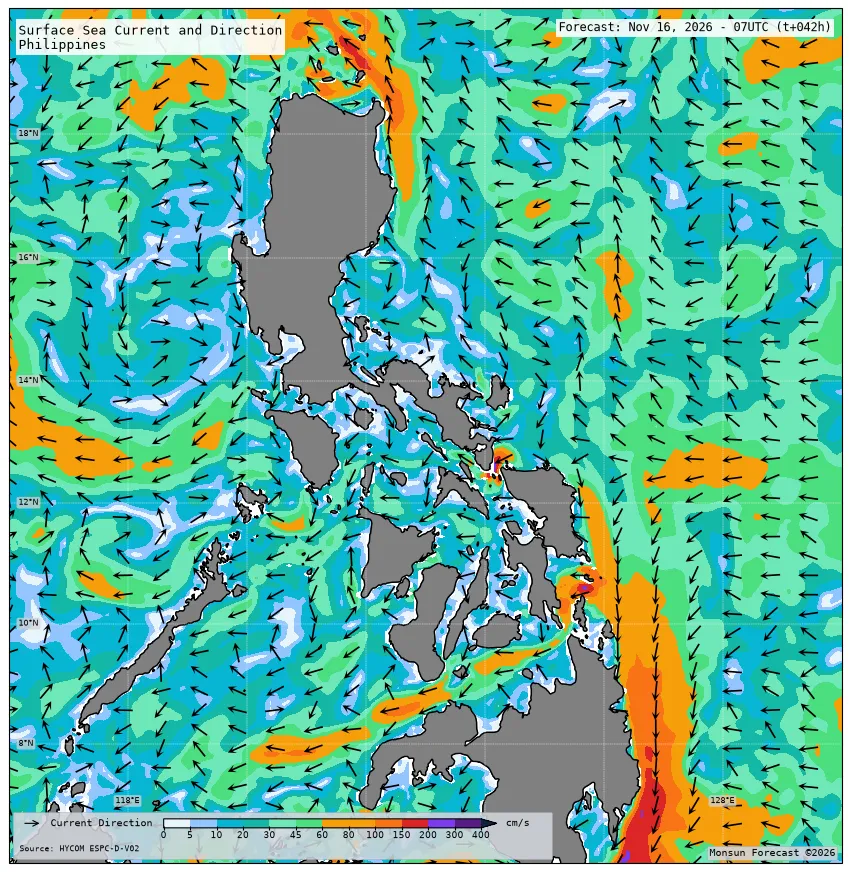 Surface Sea Current and Direction
Philippines
Forecast: Nov 16, 2026 - 07UTC (t+042h)
18°N
16°N
14°N
12°N
10°N
8°N
118°E
128°E
Current Direction
0 5 10 20 30 45 60 80 100 150 200 300 400
cm/s
Source: HYCOM ESPC-D-V02
Monsun Forecast ©2026